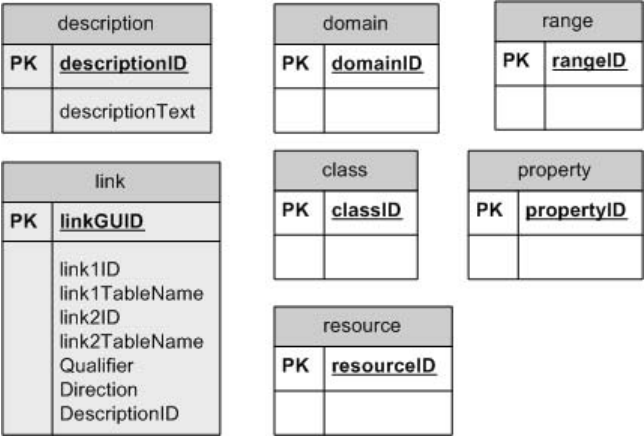 description
PK descriptionID
descriptionText
domain
PK domainID
range
PK rangeID
link
PK linkGUID
link1ID
link1TableName
link2ID
link2TableName
Qualifier
Direction
DescriptionID
class
PK classID
property
PK propertyID
resource
PK resourceID